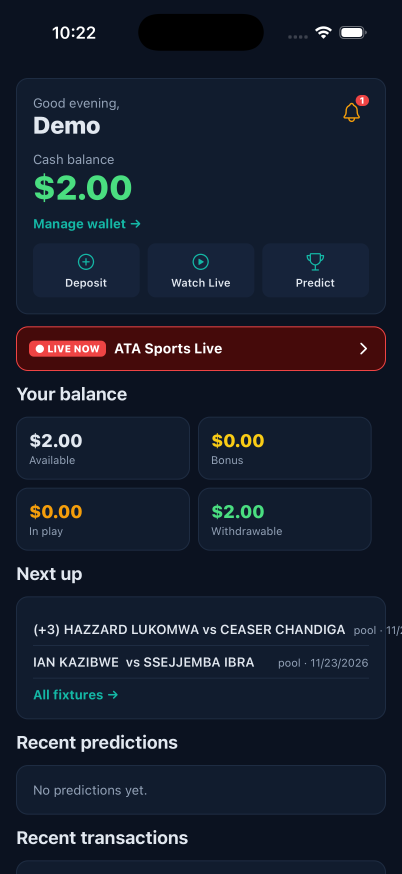 10:22
Good evening,
1
Demo
Cash balance
$2.00
Manage wallet →
Deposit
Watch Live
Predict
LIVE NOW
ATA Sports Live
Your balance
$2.00
Available
$0.00
Bonus
$0.00
In play
$2.00
Withdrawable
Next up
(+3) HAZZARD LUKOMWA vs CEASER CHANDIGA pool · 11/2
IAN KAZIBWE vs SSEJJEMBA IBRA pool · 11/23/2026
All fixtures →
Recent predictions
No predictions yet.
Recent transactions